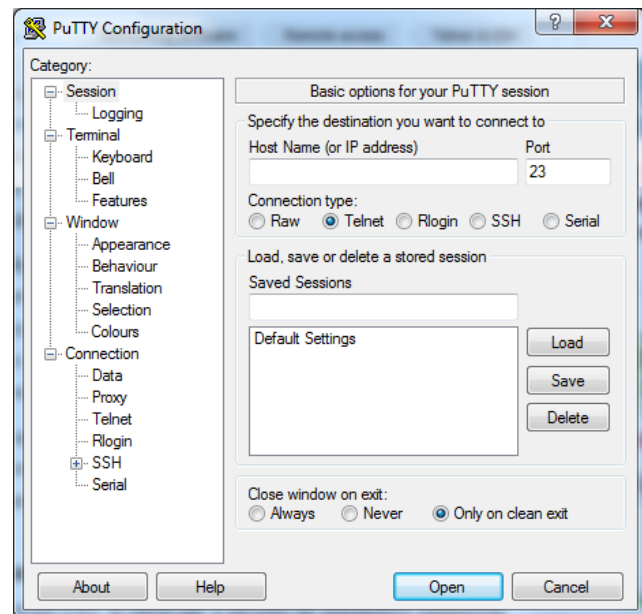 PuTTY Configuration
Category:
Session
Logging
Terminal
Keyboard
Bell
Features
Window
Appearance
Behaviour
Translation
Selection
Colours
Connection
Data
Proxy
Telnet
Rlogin
SSH
Serial
Basic options for your PuTTY session
Specify the destination you want to connect to
Host Name (or IP address) Port
23
Connection type:
Raw Telnet Rlogin SSH Serial
Load, save or delete a stored session
Saved Sessions
Default Settings
Load
Save
Delete
Close window on exit:
Always Never Only on clean exit
About Help Open Cancel